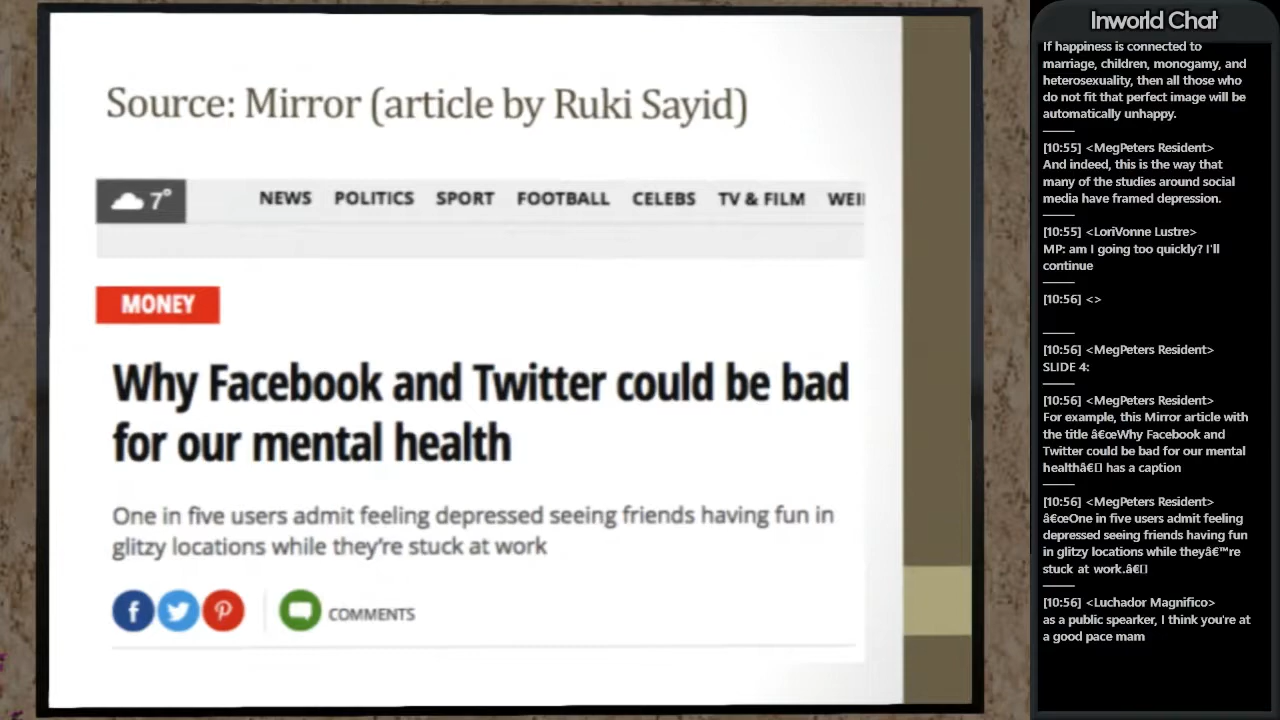 Source: Mirror (article by Ruki Sayid)
7°
NEWS POLITICS SPORT FOOTBALL CELEBS TV & FILM
MONEY
Why Facebook and Twitter could be bad
for our mental health
One in five users admit feeling depressed seeing friends having fun in
glitzy locations while they're stuck at work
COMMENTS
Inworld Chat
If happiness is connected to
marriage, children, monogamy, and
heterosexuality, then all those who
do not fit that perfect image will be
automatically unhappy.
[10:55] <MegPeters Resident>
And indeed, this is the way that
many of the studies around social
media have framed depression.
[10:55] <LoriVonne Lustre>
MP: am I going too quickly? I'll
continue
[10:56] <>
[10:56] <MegPeters Resident>
SLIDE 4:
[10:56] <MegPeters Resident>
For example, this Mirror article with
the title “Why Facebook and
Twitter could be bad for our mental
healthâ€▯ has a caption
[10:56] <MegPeters Resident>
“One in five users admit feeling
depressed seeing friends having fun
in glitzy locations while they’re
stuck at work.â€▯
[10:56] <Luchador Magnifico>
as a public spearker, I think you're at
a good pace mam